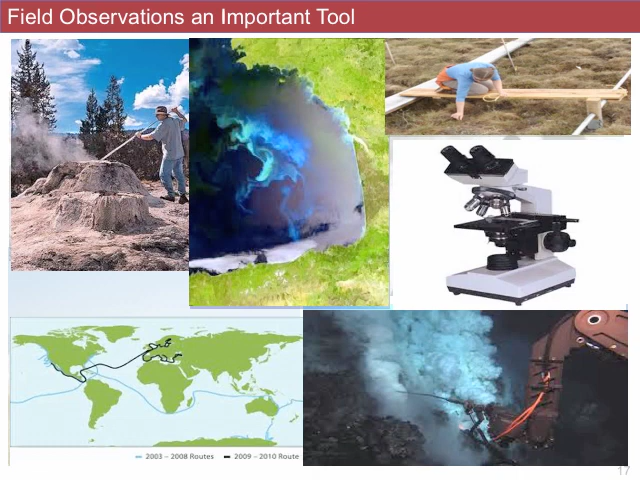 Field Observations an Important Tool
2003 – 2008 Routes
2009 – 2010 Route
17